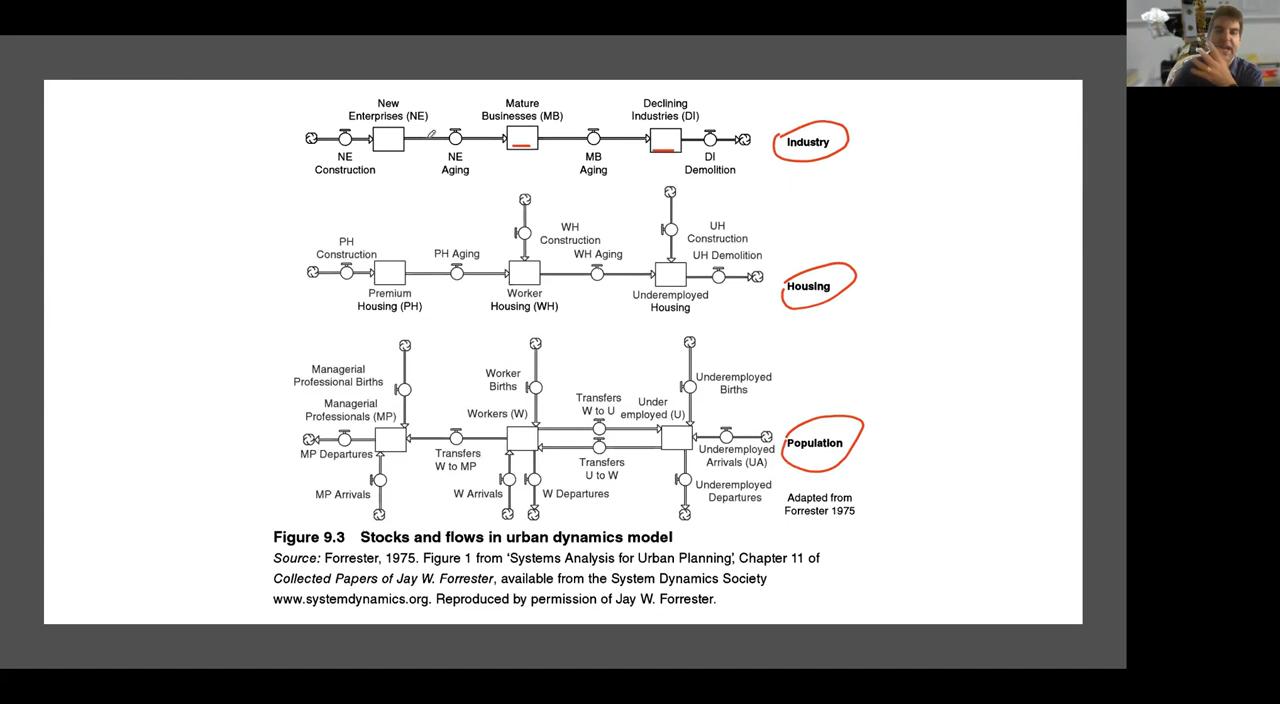 New
Enterprises (NE)
Mature
Businesses (MB)
Declining
Industries (DI)
Industry
NE
Construction
NE
Aging
MB
Aging
DI
Demolition
PH
Construction
PH Aging
WH
Construction
WH Aging
UH
Construction
UH Demolition
Premium
Housing (PH)
Worker
Housing (WH)
Underemployed
Housing
Housing
Managerial
Professional Births
Worker
Births
Underemployed
Births
Managerial
Professionals (MP)
Workers (W)
Transfers
W to U
Under
employed (U)
Population
MP Departures
Transfers
W to MP
Transfers
U to W
Underemployed
Arrivals (UA)
MP Arrivals
W Arrivals
W Departures
Underemployed
Departures
Adapted from
Forrester 1975
Figure 9.3 Stocks and flows in urban dynamics model
Source: Forrester, 1975. Figure 1 from ‘Systems Analysis for Urban Planning’, Chapter 11 of
Collected Papers of Jay W. Forrester, available from the System Dynamics Society
www.systemdynamics.org. Reproduced by permission of Jay W. Forrester.